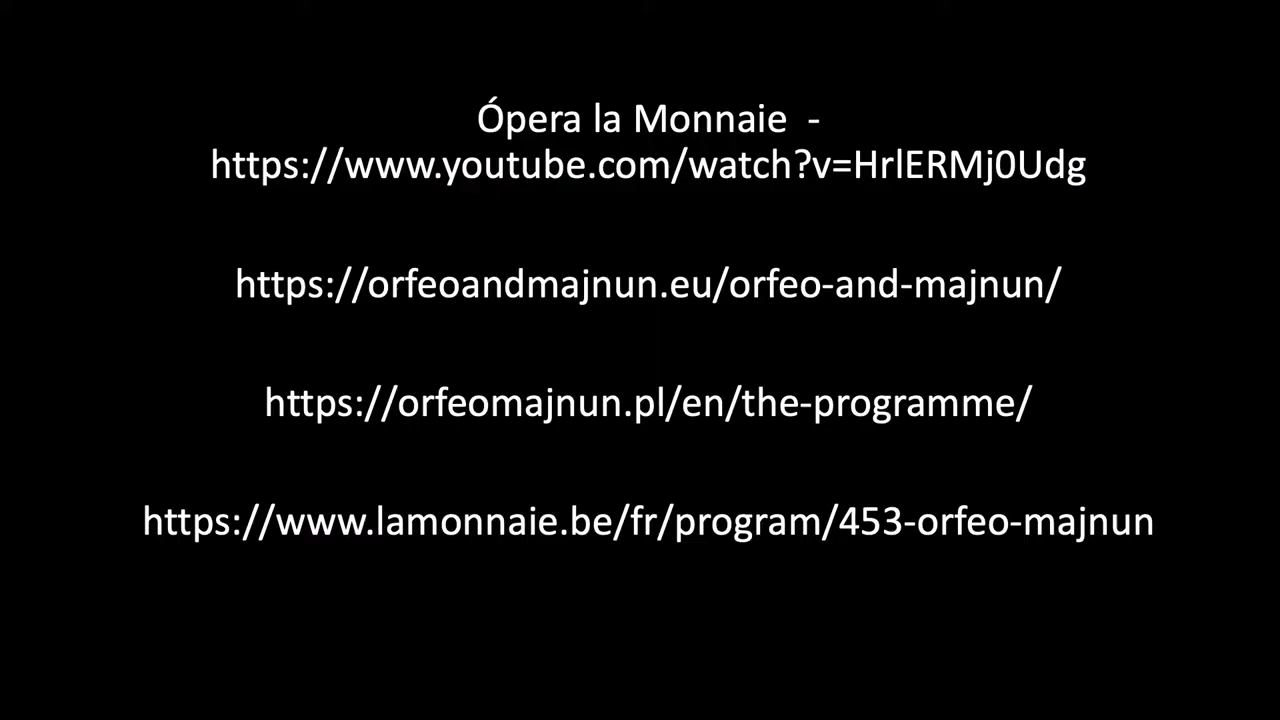 Ópera la Monnaie -
https://www.youtube.com/watch?v=HrlERMj0Udg
https://orfeoandmajnun.eu/orfeo-and-majnun/
https://orfeomajnun.pl/en/the-programme/
https://www.lamonnaie.be/fr/program/453-orfeo-majnun